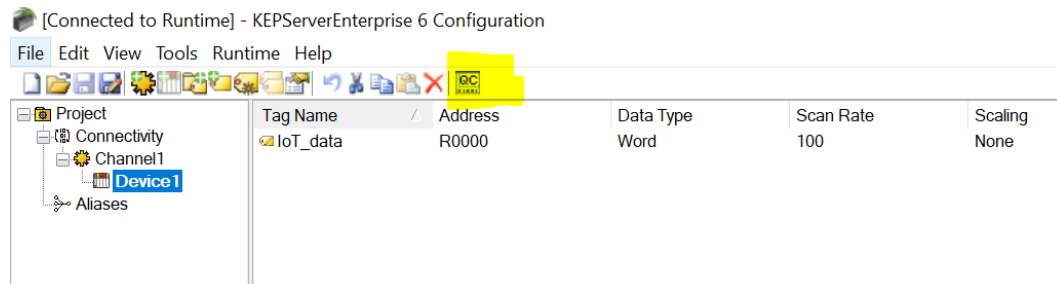 [Connected to Runtime] - KEPServerEnterprise 6 Configuration
File Edit View Tools Runtime Help
QC
Project
Connectivity
Channel1
Device1
Aliases
Tag Name Address Data Type Scan Rate Scaling
IoT_data R0000 Word 100 None